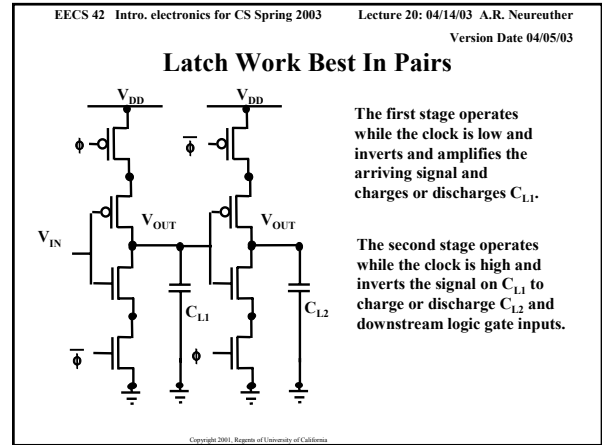 EECS 42 Intro. electronics for CS Spring 2003 Lecture 20: 04/14/03 A.R. Neureuther
Version Date 04/05/03
Latch Work Best In Pairs
V_DD V_DD
ϕ ϕ̅
V_OUT V_OUT
V_IN
C_L1 C_L2
ϕ̅ ϕ
The first stage operates
while the clock is low and
inverts and amplifies the
arriving signal and
charges or discharges C_L1.
The second stage operates
while the clock is high and
inverts the signal on C_L1 to
charge or discharge C_L2 and
downstream logic gate inputs.
Copyright 2001, Regents of University of California